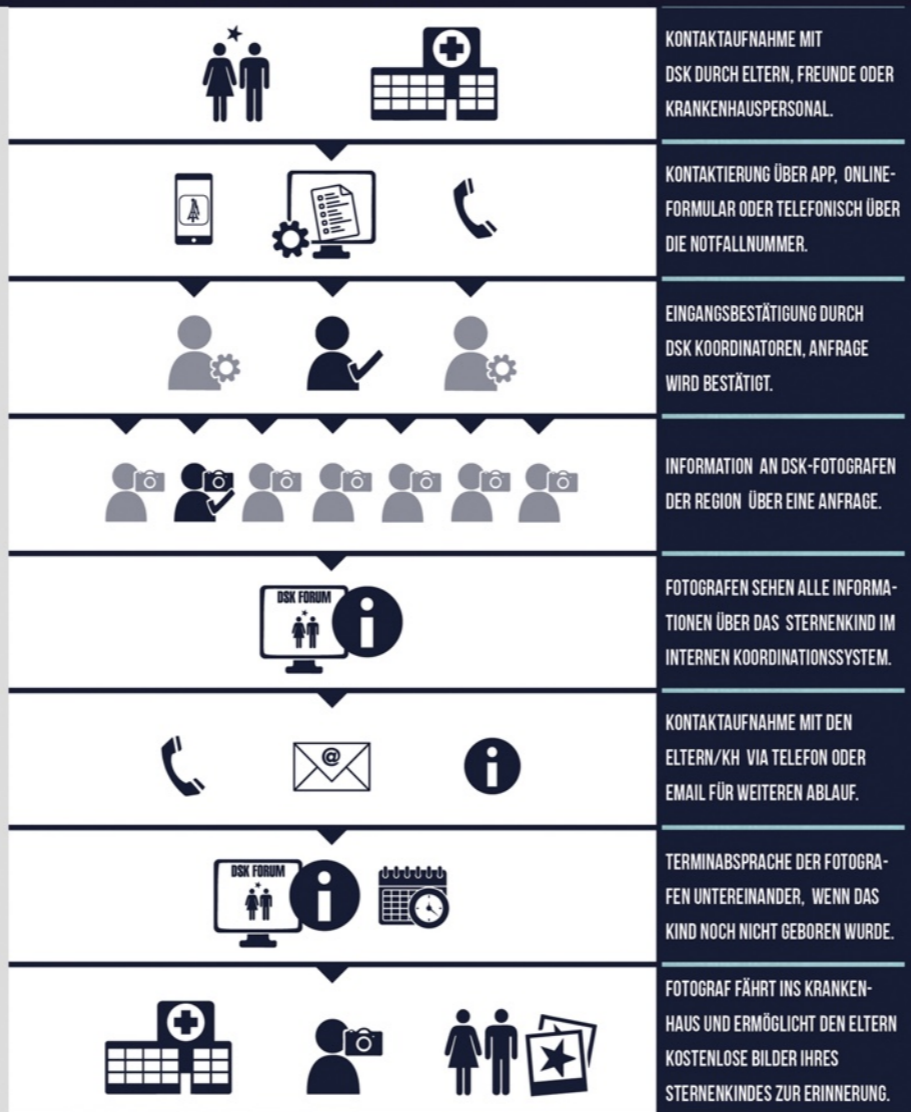 KONTAKTAUFNAHME MIT
DSK DURCH ELTERN, FREUNDE ODER
KRANKENHAUSPERSONAL.
KONTAKTIERUNG ÜBER APP, ONLINE-
FORMULAR ODER TELEFONISCH ÜBER
DIE NOTFALLNUMMER.
EINGANGSBESTÄTIGUNG DURCH
DSK KOORDINATOREN, ANFRAGE
WIRD BESTÄTIGT.
INFORMATION AN DSK-FOTOGRAFEN
DER REGION ÜBER EINE ANFRAGE.
DSK FORUM
FOTOGRAFEN SEHEN ALLE INFORMA-
TIONEN ÜBER DAS STERNENKIND IM
INTERNEN KOORDINATIONSSYSTEM.
@
KONTAKTAUFNAHME MIT DEN
ELTERN/KH VIA TELEFON ODER
EMAIL FÜR WEITEREN ABLAUF.
DSK FORUM
TERMINABSPRACHE DER FOTOGRA-
FEN UNTEREINANDER, WENN DAS
KIND NOCH NICHT GEBOREN WURDE.
FOTOGRAF FÄHRT INS KRANKEN-
HAUS UND ERMÖGLICHT DEN ELTERN
KOSTENLOSE BILDER IHRES
STERNENKINDES ZUR ERINNERUNG.